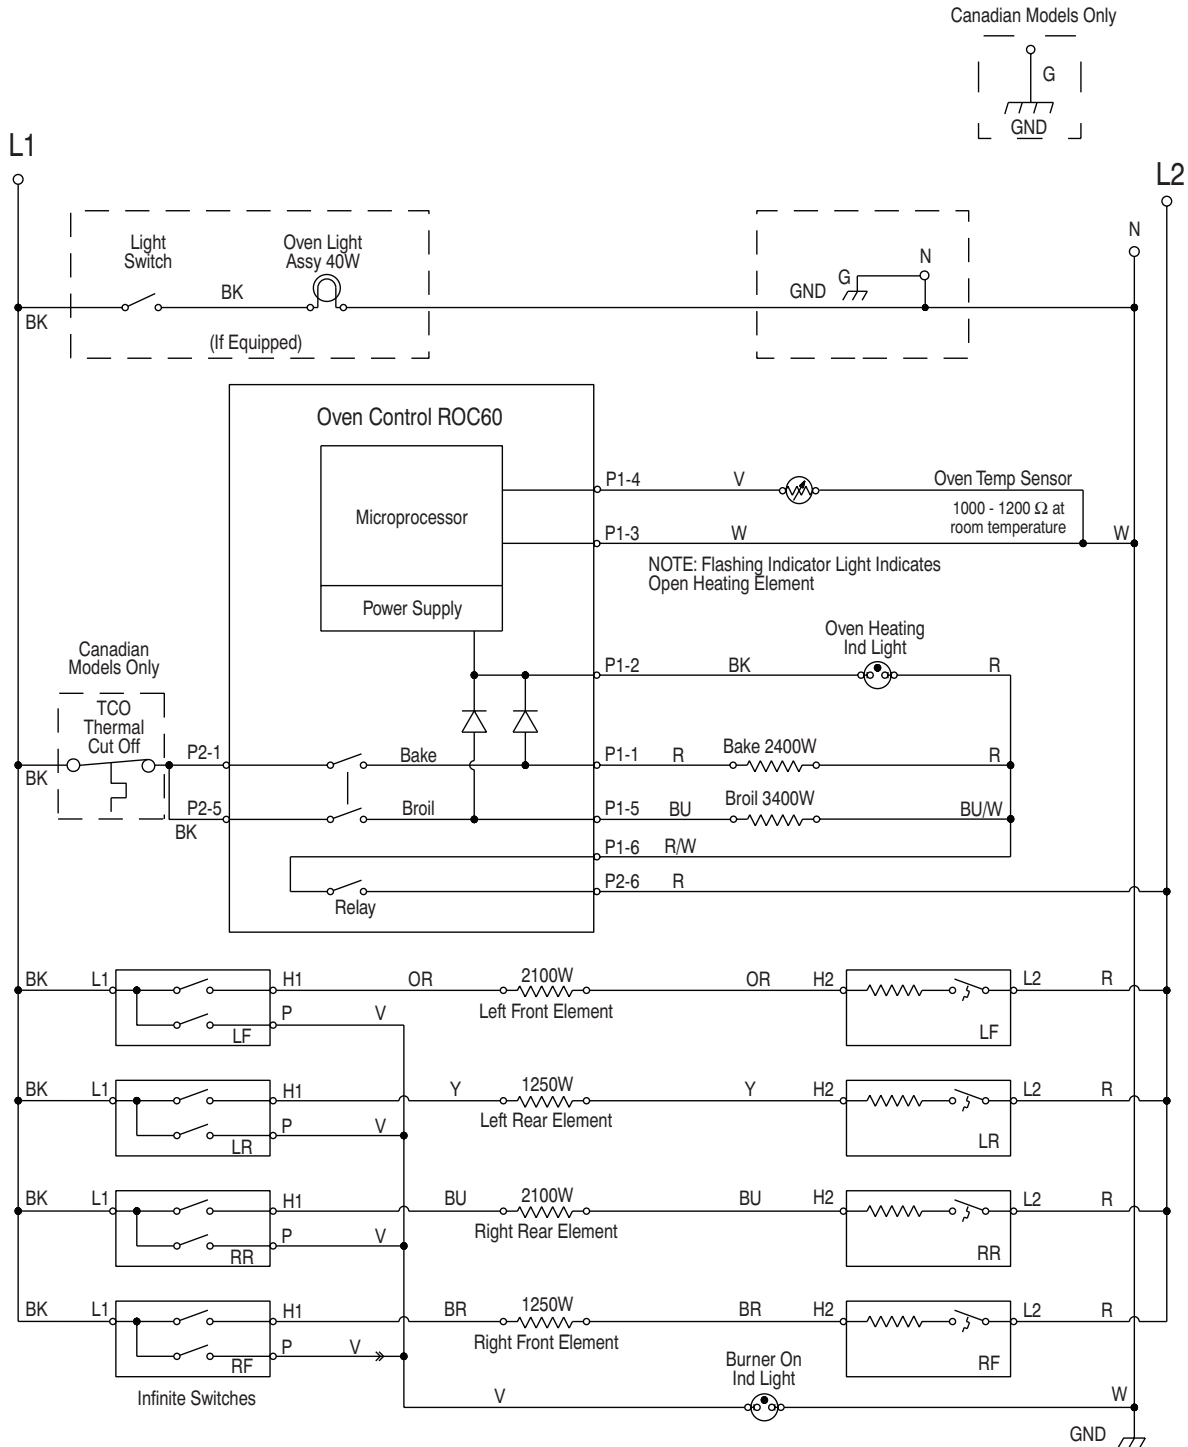 Canadian Models Only
G
GND
L1
L2
N
Light
Switch
BK
Oven Light
Assy 40W
(If Equipped)
BK
GND
G
N
Oven Control ROC60
Microprocessor
Power Supply
P1-4
V
Oven Temp Sensor
1000 - 1200 Ω at
room temperature
P1-3
W
W
NOTE: Flashing Indicator Light Indicates
Open Heating Element
Oven Heating
Ind Light
P1-2
BK
R
Canadian
Models Only
TCO
Thermal
Cut Off
BK
P2-1
Bake
P1-1
R
Bake 2400W
R
P2-5
BK
Broil
P1-5
BU
Broil 3400W
BU/W
P1-6
R/W
Relay
P2-6
R
BK
L1
H1
OR
2100W
Left Front Element
OR
H2
L2
R
P
V
LF
LF
BK
L1
H1
Y
1250W
Left Rear Element
Y
H2
L2
R
P
V
LR
LR
BK
L1
H1
BU
2100W
Right Rear Element
BU
H2
L2
R
P
V
RR
RR
BK
L1
H1
BR
1250W
Right Front Element
BR
H2
L2
R
P
V
RF
RF
Infinite Switches
Burner On
Ind Light
V
W
GND